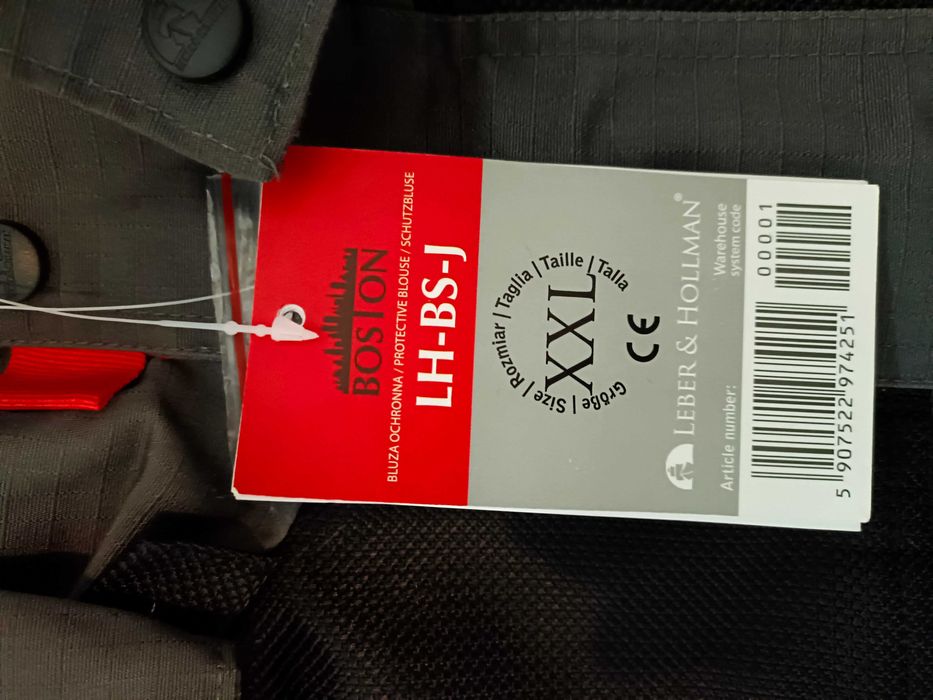 BOSTON
BLUZA OCHRONNA / PROTECTIVE BLOUSE / SCHUTZBLUSE
LH-BS-J
Größe | Size | Rozmiar | Taglia | Taille | Talla
XXL
CE
LEBER & HOLLMAN®
Article number:
Warehouse
system code
00001
5 907522 974251